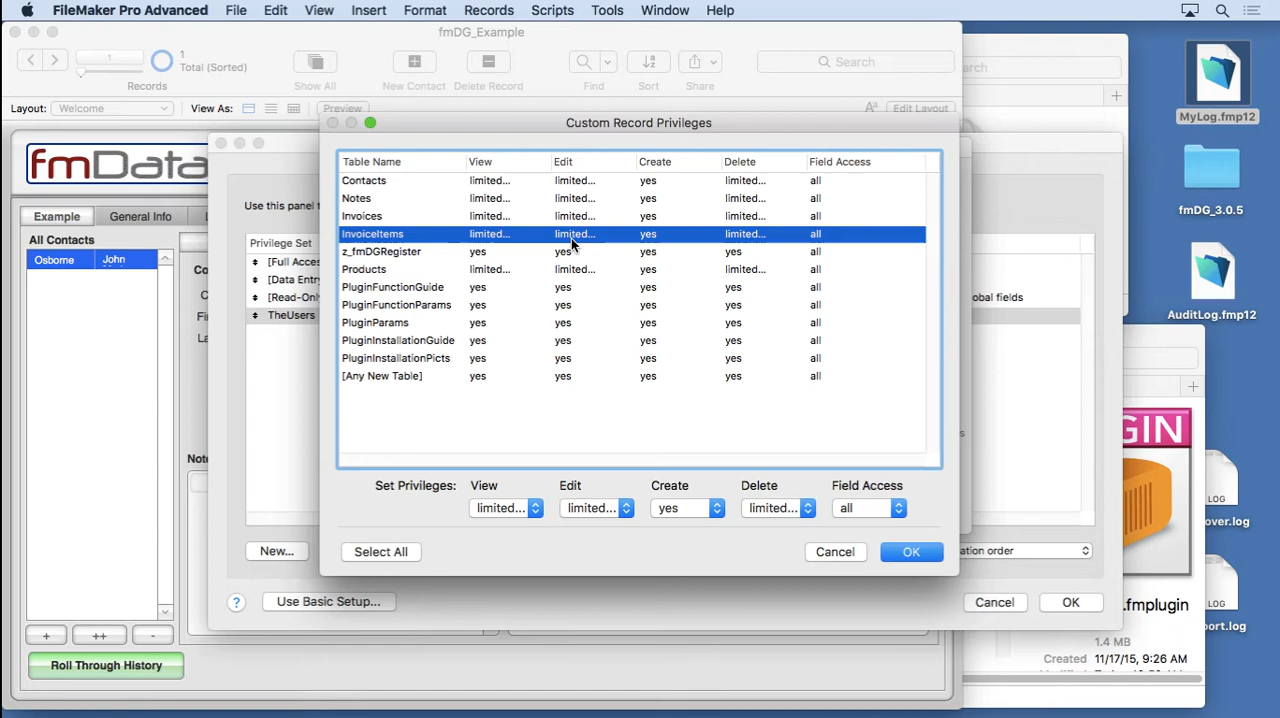 FileMaker Pro Advanced File Edit View Insert Format Records Scripts Tools Window Help
fmDG_Example
1
1
Total (Sorted)
Records
Show All
New Contact
Delete Record
Find
Sort
Share
Search
Layout: Welcome
View As:
Preview
Aª
Edit Layout
fmData
Example
General Info
All Contacts
Osborne John
+ ++ -
Roll Through History
Use this panel t
Privilege Set
[Full Acces
[Data Entry
[Read-Only
TheUsers
Note
New...
? Use Basic Setup...
Cancel
OK
obal fields
ation order
Custom Record Privileges
Table Name View Edit Create Delete Field Access
Contacts limited... limited... yes limited... all
Notes limited... limited... yes limited... all
Invoices limited... limited... yes limited... all
InvoiceItems limited... limited... yes limited... all
z_fmDGRegister yes yes yes yes all
Products limited... limited... yes limited... all
PluginFunctionGuide yes yes yes yes all
PluginFunctionParams yes yes yes yes all
PluginParams yes yes yes yes all
PluginInstallationGuide yes yes yes yes all
PluginInstallationPicts yes yes yes yes all
[Any New Table] yes yes yes yes all
Set Privileges: View Edit Create Delete Field Access
limited... limited... yes limited... all
Select All
Cancel
OK
MyLog.fmp12
fmDG_3.0.5
AuditLog.fmp12
GIN
LOG
over.log
LOG
port.log
.fmplugin
1.4 MB
Created 11/17/15, 9:26 AM